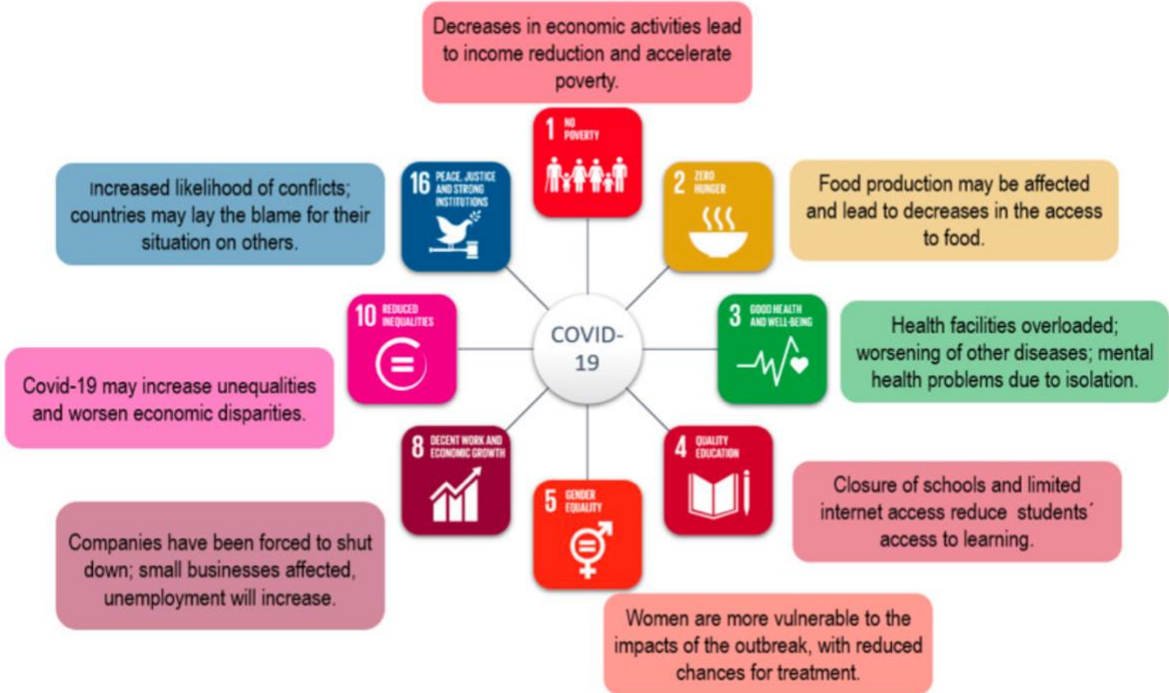 Decreases in economic activities lead
to income reduction and accelerate
poverty.
1 NO
POVERTY
2 ZERO
HUNGER
Food production may be affected
and lead to decreases in the access
to food.
3 GOOD HEALTH
AND WELL-BEING
Health facilities overloaded;
worsening of other diseases; mental
health problems due to isolation.
4 QUALITY
EDUCATION
Closure of schools and limited
internet access reduce students´
access to learning.
5 GENDER
EQUALITY
Women are more vulnerable to the
impacts of the outbreak, with reduced
chances for treatment.
8 DECENT WORK AND
ECONOMIC GROWTH
Companies have been forced to shut
down; small businesses affected,
unemployment will increase.
10 REDUCED
INEQUALITIES
Covid-19 may increase unequalities
and worsen economic disparities.
16 PEACE, JUSTICE
AND STRONG
INSTITUTIONS
Increased likelihood of conflicts;
countries may lay the blame for their
situation on others.
COVID-
19